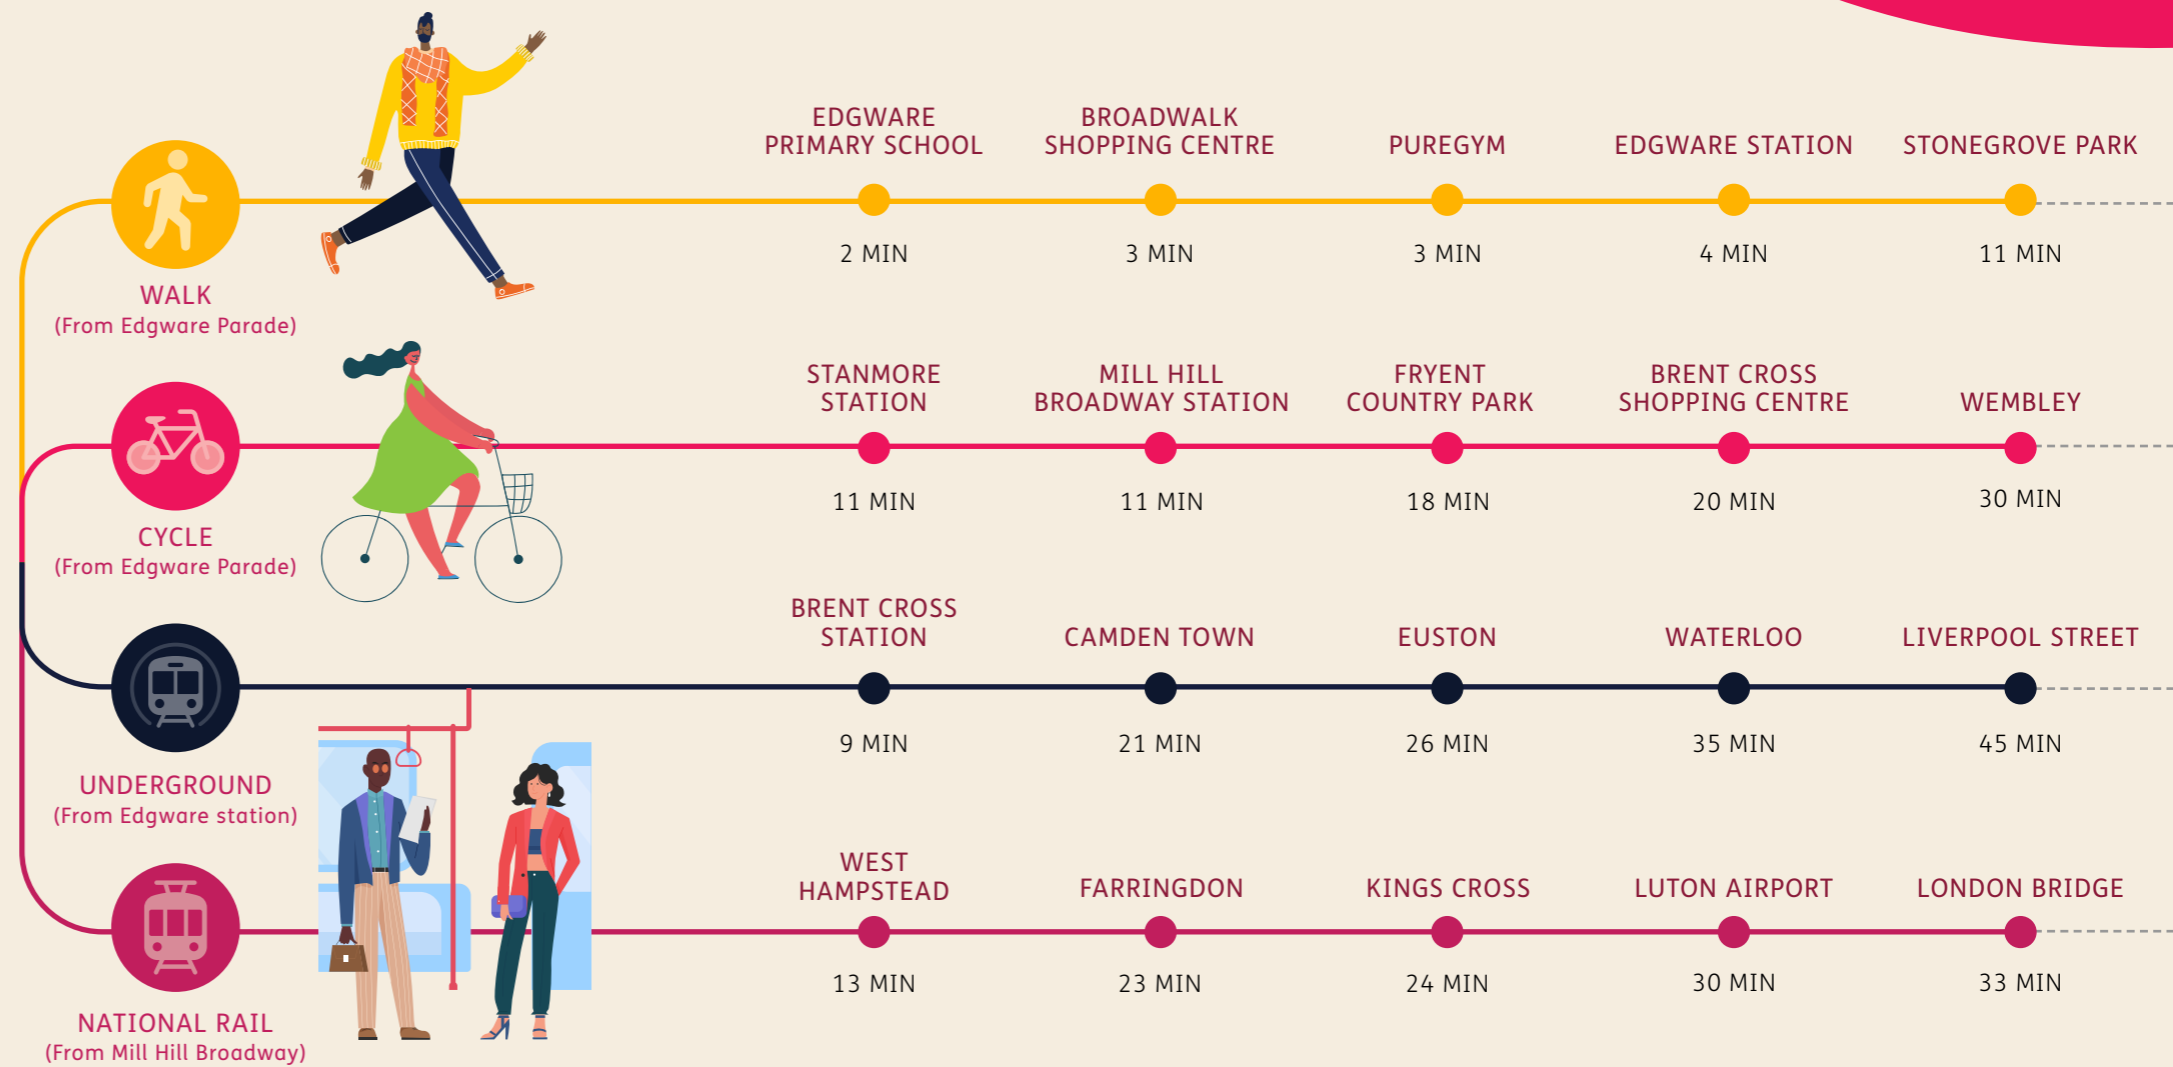 EDGWARE
PRIMARY SCHOOL
BROADWALK
SHOPPING CENTRE
PUREGYM
EDGWARE STATION
STONEGROVE PARK
2 MIN
3 MIN
3 MIN
4 MIN
11 MIN
WALK
(From Edgware Parade)
STANMORE
STATION
MILL HILL
BROADWAY STATION
FRYENT
COUNTRY PARK
BRENT CROSS
SHOPPING CENTRE
WEMBLEY
11 MIN
11 MIN
18 MIN
20 MIN
30 MIN
CYCLE
(From Edgware Parade)
BRENT CROSS
STATION
CAMDEN TOWN
EUSTON
WATERLOO
LIVERPOOL STREET
9 MIN
21 MIN
26 MIN
35 MIN
45 MIN
UNDERGROUND
(From Edgware station)
WEST
HAMPSTEAD
FARRINGDON
KINGS CROSS
LUTON AIRPORT
LONDON BRIDGE
13 MIN
23 MIN
24 MIN
30 MIN
33 MIN
NATIONAL RAIL
(From Mill Hill Broadway)